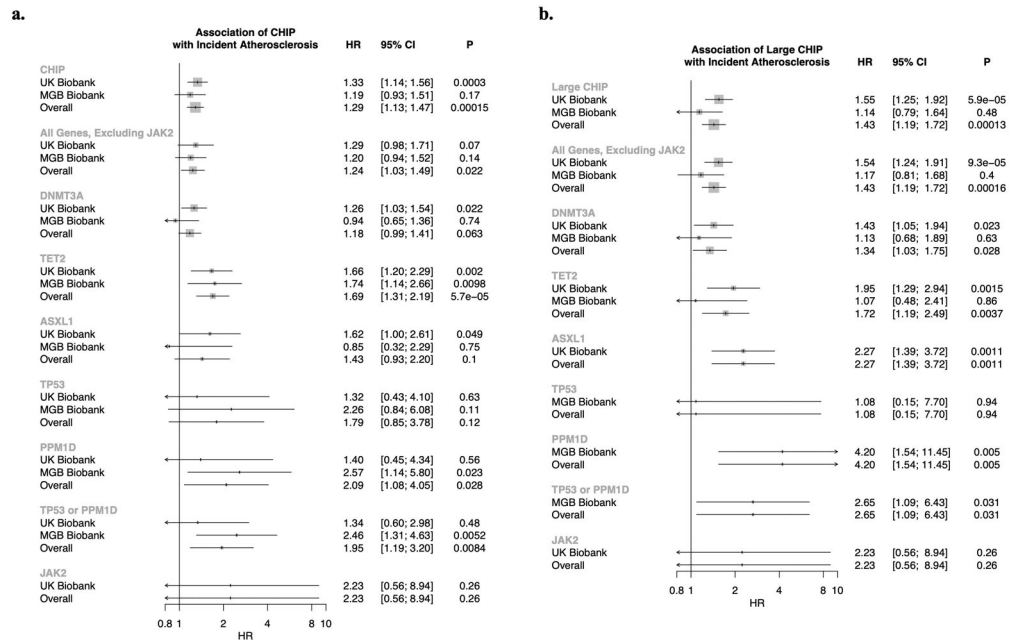 a.
Association of CHIP
with Incident Atherosclerosis HR 95% CI P
CHIP
UK Biobank 1.33 [1.14; 1.56] 0.0003
MGB Biobank 1.19 [0.93; 1.51] 0.17
Overall 1.29 [1.13; 1.47] 0.00015
All Genes, Excluding JAK2
UK Biobank 1.29 [0.98; 1.71] 0.07
MGB Biobank 1.20 [0.94; 1.52] 0.14
Overall 1.24 [1.03; 1.49] 0.022
DNMT3A
UK Biobank 1.26 [1.03; 1.54] 0.022
MGB Biobank 0.94 [0.65; 1.36] 0.74
Overall 1.18 [0.99; 1.41] 0.063
TET2
UK Biobank 1.66 [1.20; 2.29] 0.002
MGB Biobank 1.74 [1.14; 2.66] 0.0098
Overall 1.69 [1.31; 2.19] 5.7e-05
ASXL1
UK Biobank 1.62 [1.00; 2.61] 0.049
MGB Biobank 0.85 [0.32; 2.29] 0.75
Overall 1.43 [0.93; 2.20] 0.1
TP53
UK Biobank 1.32 [0.43; 4.10] 0.63
MGB Biobank 2.26 [0.84; 6.08] 0.11
Overall 1.79 [0.85; 3.78] 0.12
PPM1D
UK Biobank 1.40 [0.45; 4.34] 0.56
MGB Biobank 2.57 [1.14; 5.80] 0.023
Overall 2.09 [1.08; 4.05] 0.028
TP53 or PPM1D
UK Biobank 1.34 [0.60; 2.98] 0.48
MGB Biobank 2.46 [1.31; 4.63] 0.0052
Overall 1.95 [1.19; 3.20] 0.0084
JAK2
UK Biobank 2.23 [0.56; 8.94] 0.26
Overall 2.23 [0.56; 8.94] 0.26
0.8 1 2 4 8 10
HR
b.
Association of Large CHIP
with Incident Atherosclerosis HR 95% CI P
Large CHIP
UK Biobank 1.55 [1.25; 1.92] 5.9e-05
MGB Biobank 1.14 [0.79; 1.64] 0.48
Overall 1.43 [1.19; 1.72] 0.00013
All Genes, Excluding JAK2
UK Biobank 1.54 [1.24; 1.91] 9.3e-05
MGB Biobank 1.17 [0.81; 1.68] 0.4
Overall 1.43 [1.19; 1.72] 0.00016
DNMT3A
UK Biobank 1.43 [1.05; 1.94] 0.023
MGB Biobank 1.13 [0.68; 1.89] 0.63
Overall 1.34 [1.03; 1.75] 0.028
TET2
UK Biobank 1.95 [1.29; 2.94] 0.0015
MGB Biobank 1.07 [0.48; 2.41] 0.86
Overall 1.72 [1.19; 2.49] 0.0037
ASXL1
UK Biobank 2.27 [1.39; 3.72] 0.0011
Overall 2.27 [1.39; 3.72] 0.0011
TP53
MGB Biobank 1.08 [0.15; 7.70] 0.94
Overall 1.08 [0.15; 7.70] 0.94
PPM1D
MGB Biobank 4.20 [1.54; 11.45] 0.005
Overall 4.20 [1.54; 11.45] 0.005
TP53 or PPM1D
MGB Biobank 2.65 [1.09; 6.43] 0.031
Overall 2.65 [1.09; 6.43] 0.031
JAK2
UK Biobank 2.23 [0.56; 8.94] 0.26
Overall 2.23 [0.56; 8.94] 0.26
0.8 1 2 4 8 10
HR